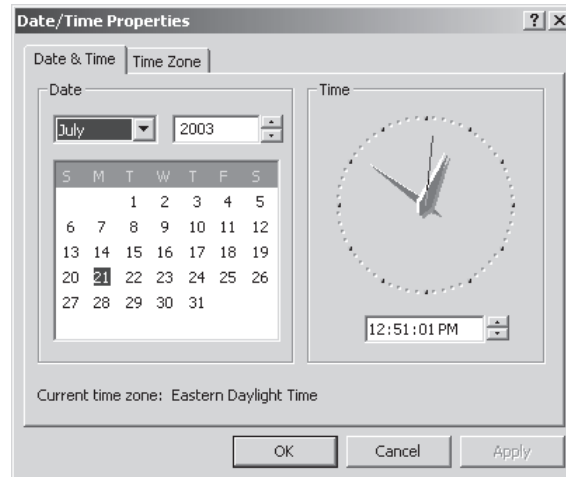 Date/Time Properties
? ×
Date & Time Time Zone
Date
July 2003
S M T W T F S
1 2 3 4 5
6 7 8 9 10 11 12
13 14 15 16 17 18 19
20 21 22 23 24 25 26
27 28 29 30 31
Time
12:51:01 PM
Current time zone: Eastern Daylight Time
OK Cancel Apply